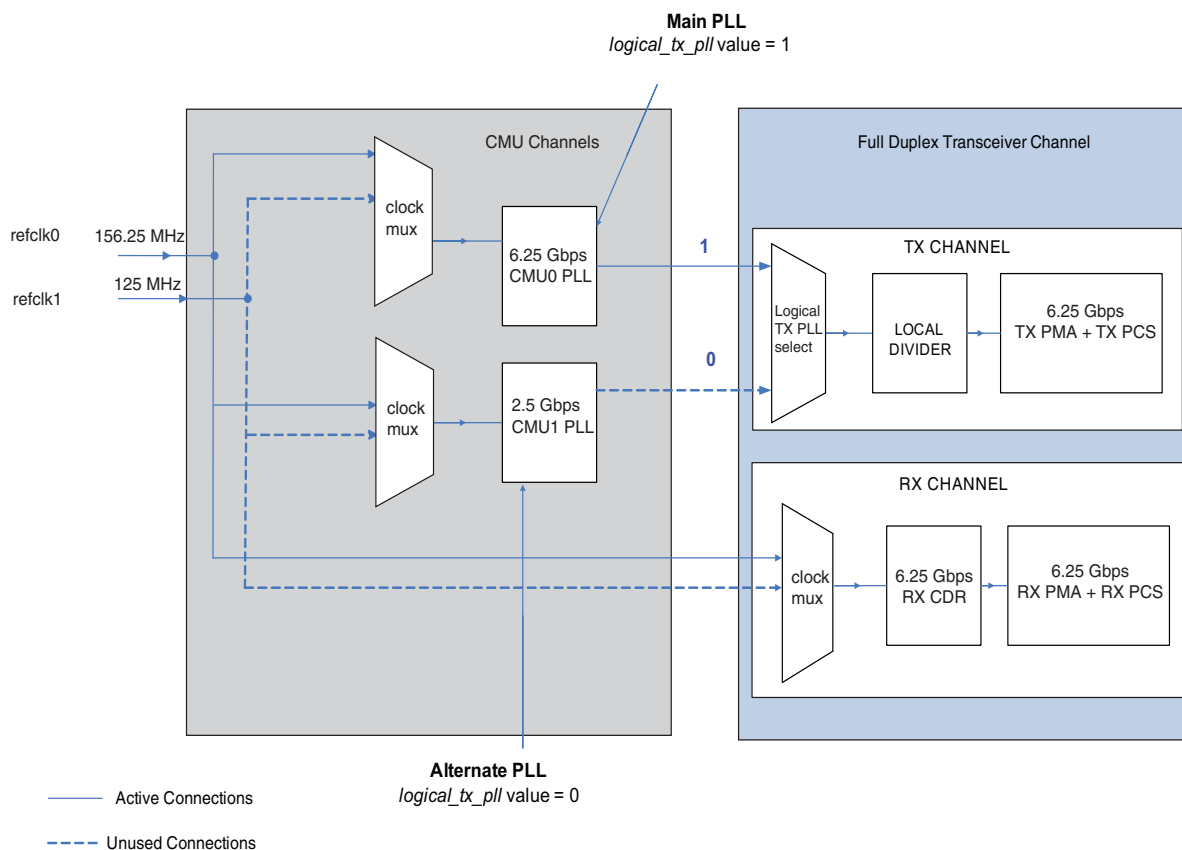 Main PLL
logical_tx_pll value = 1
CMU Channels
Full Duplex Transceiver Channel
clock
mux
refclk0
156.25 MHz
refclk1
125 MHz
6.25 Gbps
CMU0 PLL
1
TX CHANNEL
Logical
TX PLL
select
LOCAL
DIVIDER
6.25 Gbps
TX PMA + TX PCS
clock
mux
2.5 Gbps
CMU1 PLL
0
RX CHANNEL
clock
mux
6.25 Gbps
RX CDR
6.25 Gbps
RX PMA + RX PCS
Alternate PLL
logical_tx_pll value = 0
Active Connections
Unused Connections